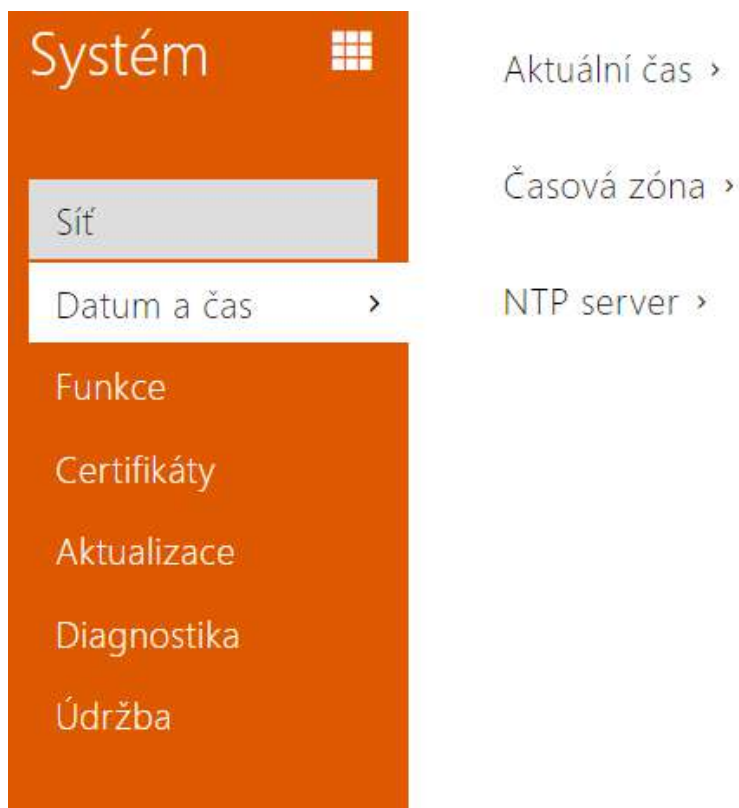 Systém
Síť
Datum a čas
Funkce
Certifikáty
Aktualizace
Diagnostika
Údržba
Aktuální čas
Časová zóna
NTP server